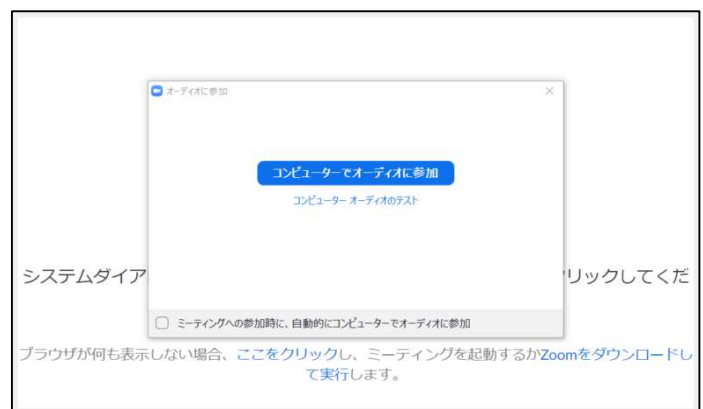 オーディオに参加
コンピューターでオーディオに参加
コンピューター オーディオのテスト
システムダイア
リックしてくだ
ミーティングへの参加時に、自動的にコンピューターでオーディオに参加
ブラウザが何も表示しない場合、ここをクリックし、ミーティングを起動するかZoomをダウンロードし
て実行します。